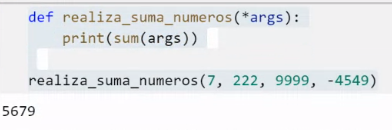 def realiza_suma_numeros(*args):
    print(sum(args))
realiza_suma_numeros(7, 222, 9999, -4549)
5679